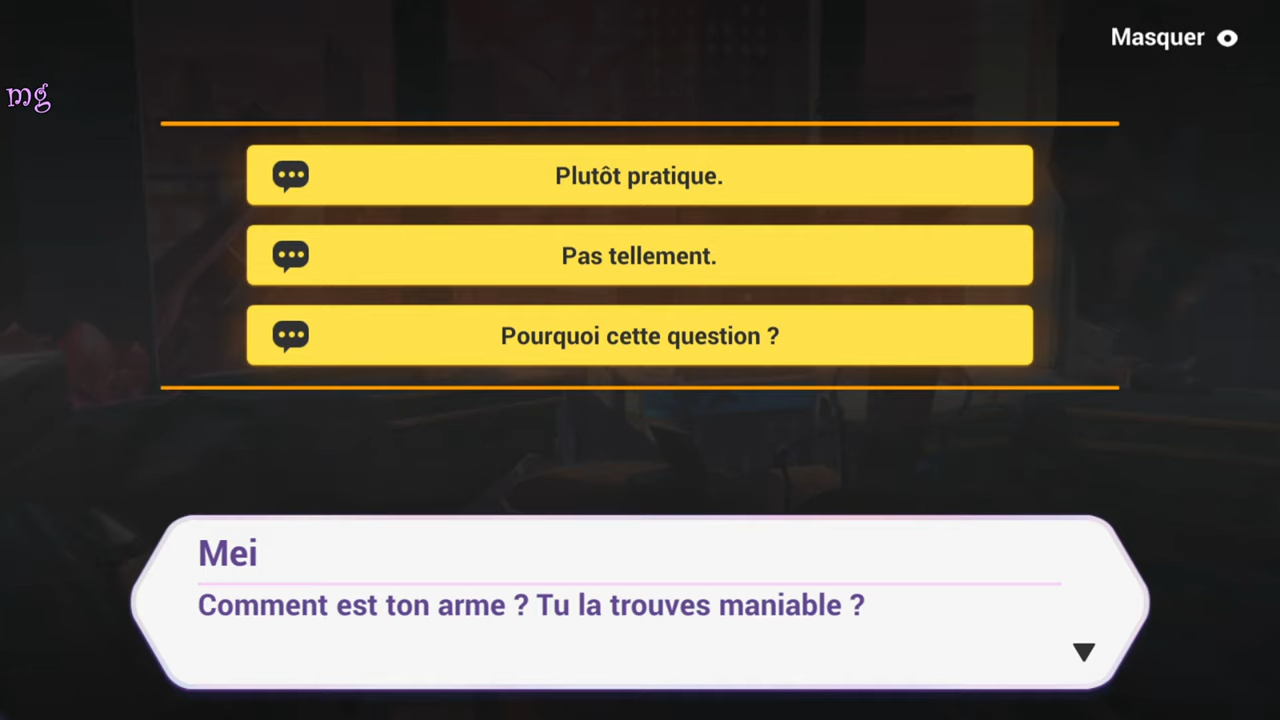 Masquer
mg
Plutôt pratique.
Pas tellement.
Pourquoi cette question ?
Mei
Comment est ton arme ? Tu la trouves maniable ?